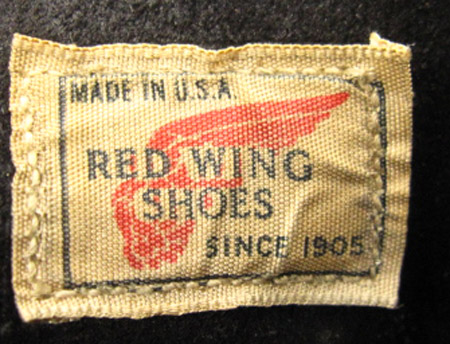 MADE IN U.S.A.
RED WING
SHOES
SINCE 1905